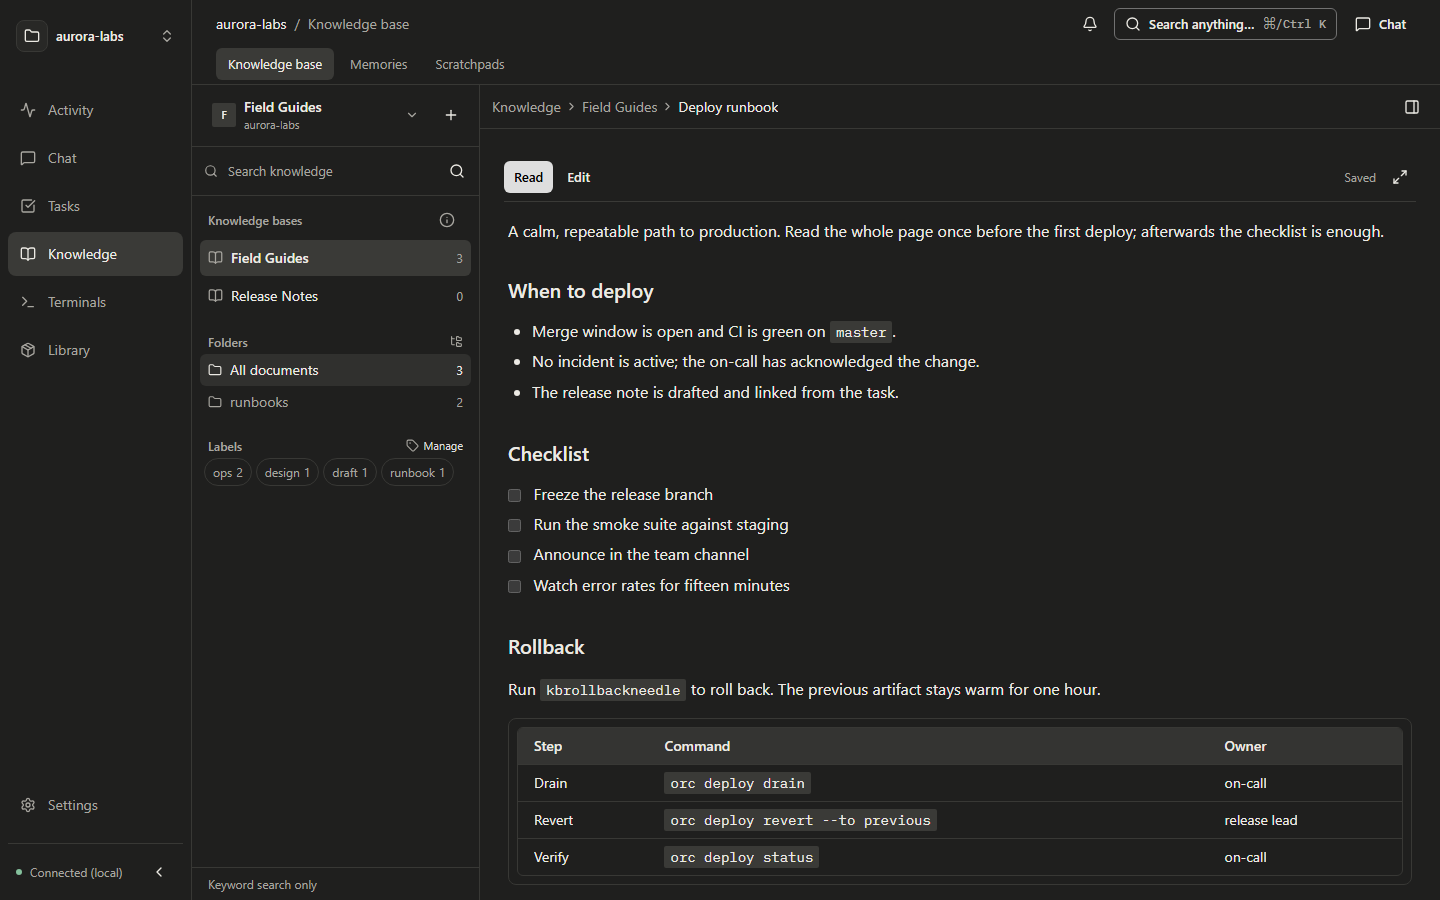 aurora-labs
Activity
Chat
Tasks
Knowledge
Terminals
Library
Settings
Connected (local)
aurora-labs / Knowledge base
Search anything... ⌘/Ctrl K
Chat
Knowledge base
Memories
Scratchpads
F
Field Guides
aurora-labs
Search knowledge
Knowledge bases
Field Guides 3
Release Notes 0
Folders
All documents 3
runbooks 2
Labels
Manage
ops 2
design 1
draft 1
runbook 1
Keyword search only
Knowledge > Field Guides > Deploy runbook
Read
Edit
Saved
A calm, repeatable path to production. Read the whole page once before the first deploy; afterwards the checklist is enough.
When to deploy
Merge window is open and CI is green on master.
No incident is active; the on-call has acknowledged the change.
The release note is drafted and linked from the task.
Checklist
Freeze the release branch
Run the smoke suite against staging
Announce in the team channel
Watch error rates for fifteen minutes
Rollback
Run kbrollbackneedle to roll back. The previous artifact stays warm for one hour.
Step Command Owner
Drain orc deploy drain on-call
Revert orc deploy revert --to previous release lead
Verify orc deploy status on-call